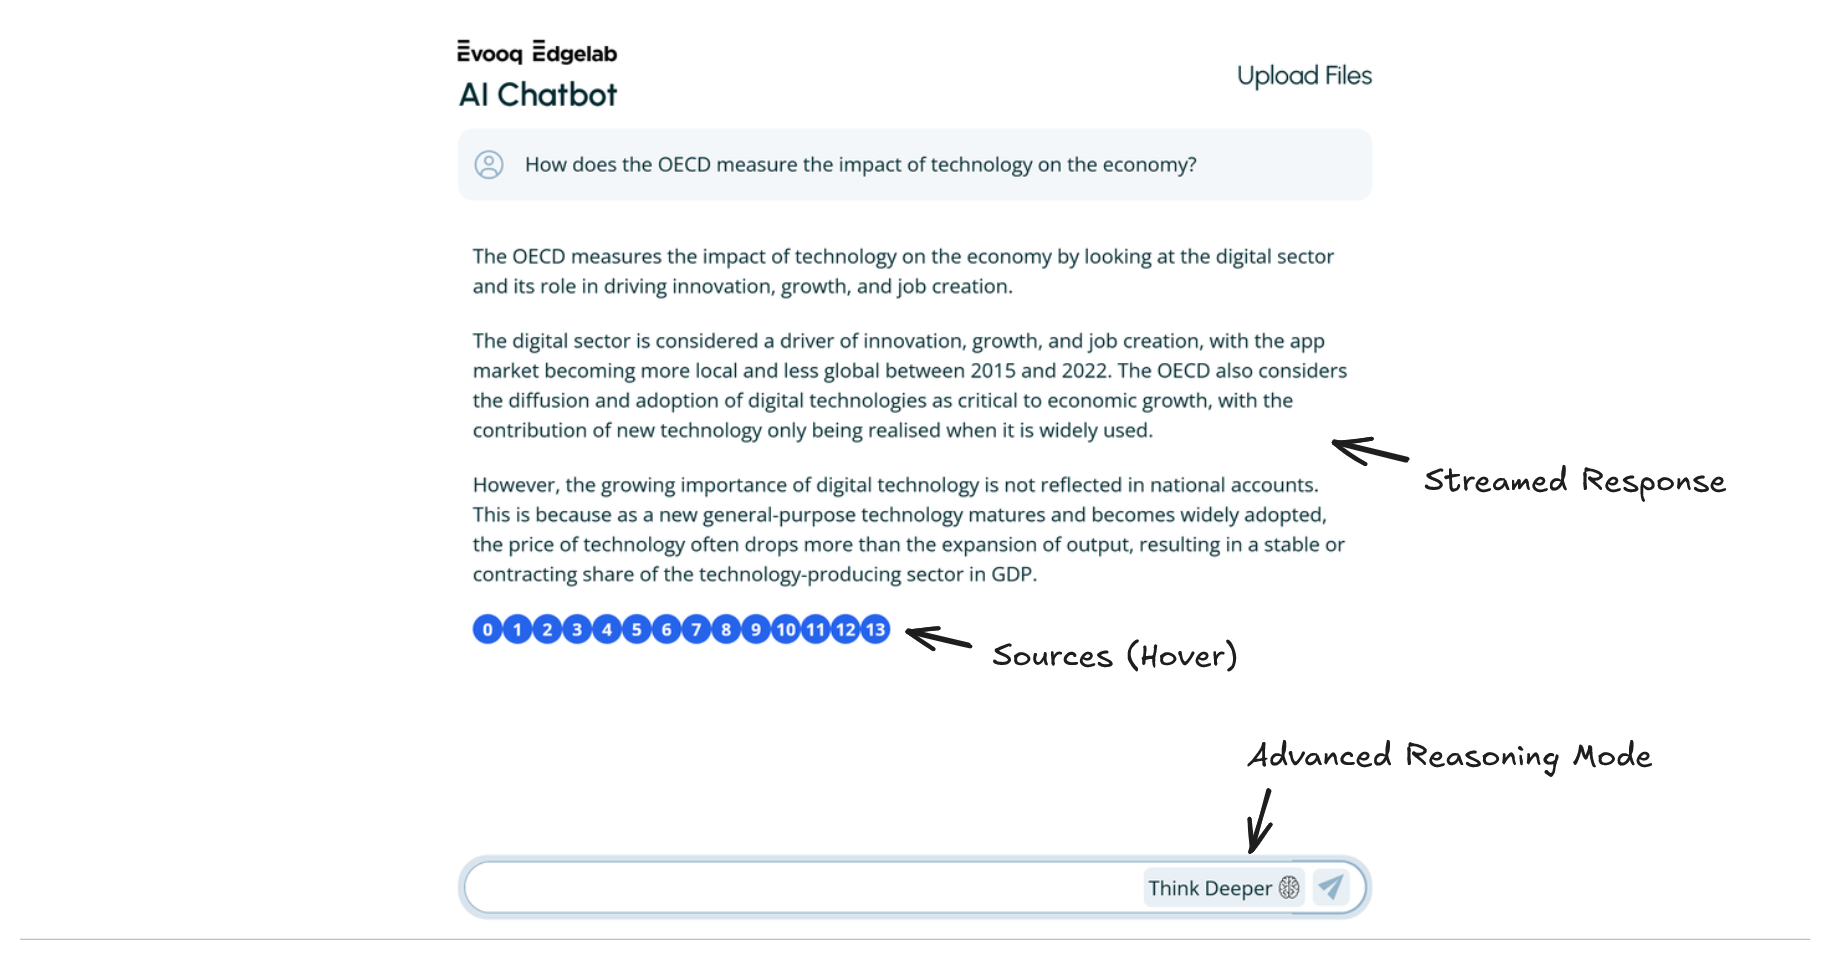 Evooq Edgelab
AI Chatbot
Upload Files
How does the OECD measure the impact of technology on the economy?
The OECD measures the impact of technology on the economy by looking at the digital sector
and its role in driving innovation, growth, and job creation.
The digital sector is considered a driver of innovation, growth, and job creation, with the app
market becoming more local and less global between 2015 and 2022. The OECD also considers
the diffusion and adoption of digital technologies as critical to economic growth, with the
contribution of new technology only being realised when it is widely used.
Streamed Response
However, the growing importance of digital technology is not reflected in national accounts.
This is because as a new general-purpose technology matures and becomes widely adopted,
the price of technology often drops more than the expansion of output, resulting in a stable or
contracting share of the technology-producing sector in GDP.
0 1 2 3 4 5 6 7 8 9 10 11 12 13
Sources (Hover)
Advanced Reasoning Mode
Think Deeper